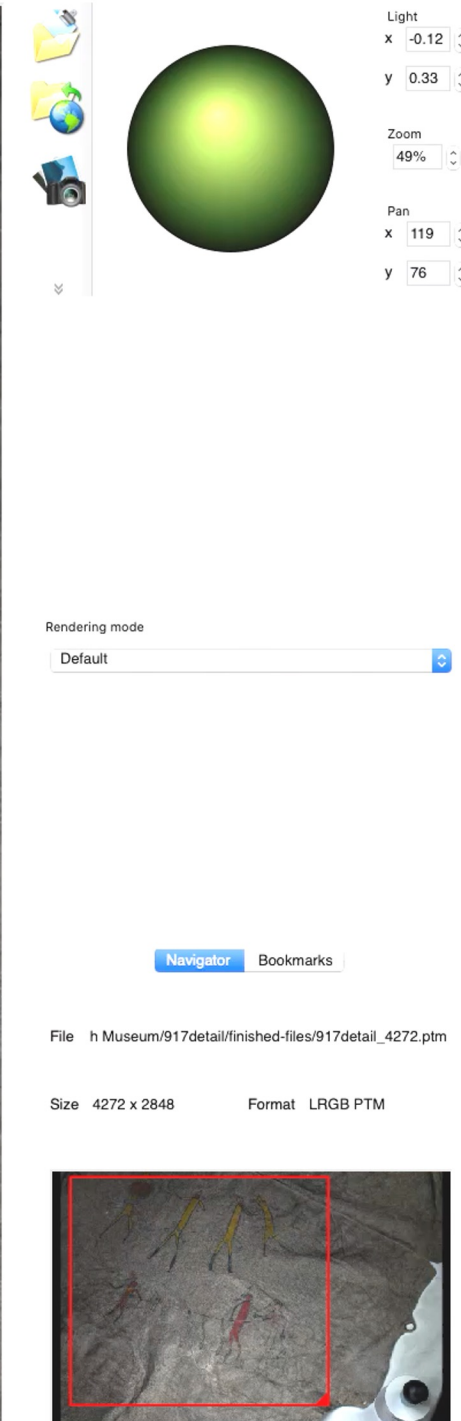 Light
x -0.12
y 0.33
Zoom
49%
Pan
x 119
y 76
Rendering mode
Default
Navigator Bookmarks
File h Museum/917detail/finished-files/917detail_4272.ptm
Size 4272 x 2848 Format LRGB PTM